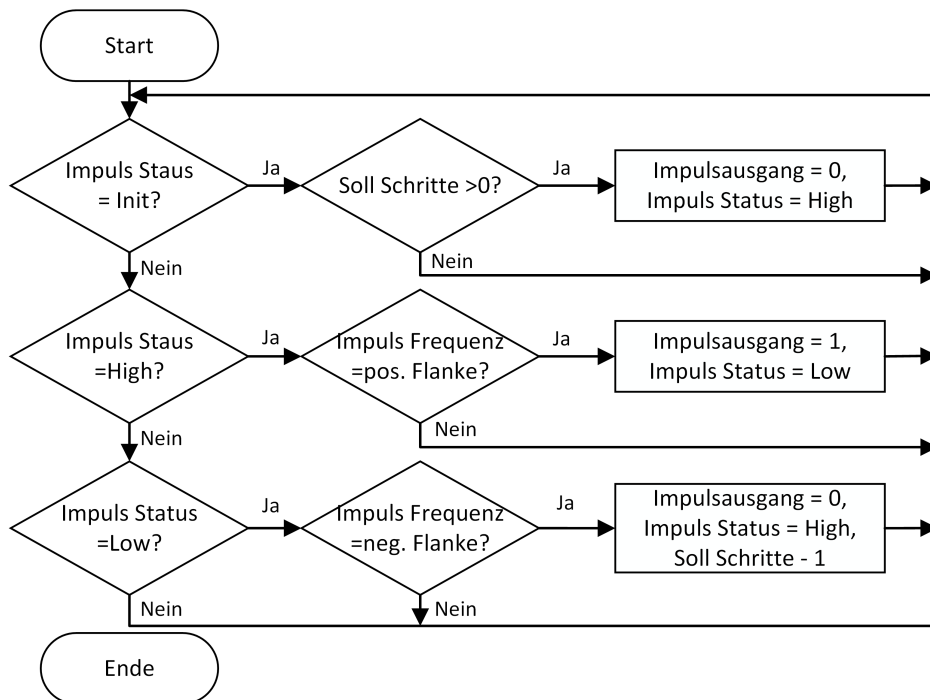 Start
Impuls Staus
= Init?
Ja
Soll Schritte >0?
Ja
Impulsausgang = 0,
Impuls Status = High
Nein
Nein
Impuls Staus
=High?
Ja
Impuls Frequenz
=pos. Flanke?
Ja
Impulsausgang = 1,
Impuls Status = Low
Nein
Nein
Impuls Status
=Low?
Ja
Impuls Frequenz
=neg. Flanke?
Ja
Impulsausgang = 0,
Impuls Status = High,
Soll Schritte - 1
Nein
Nein
Ende